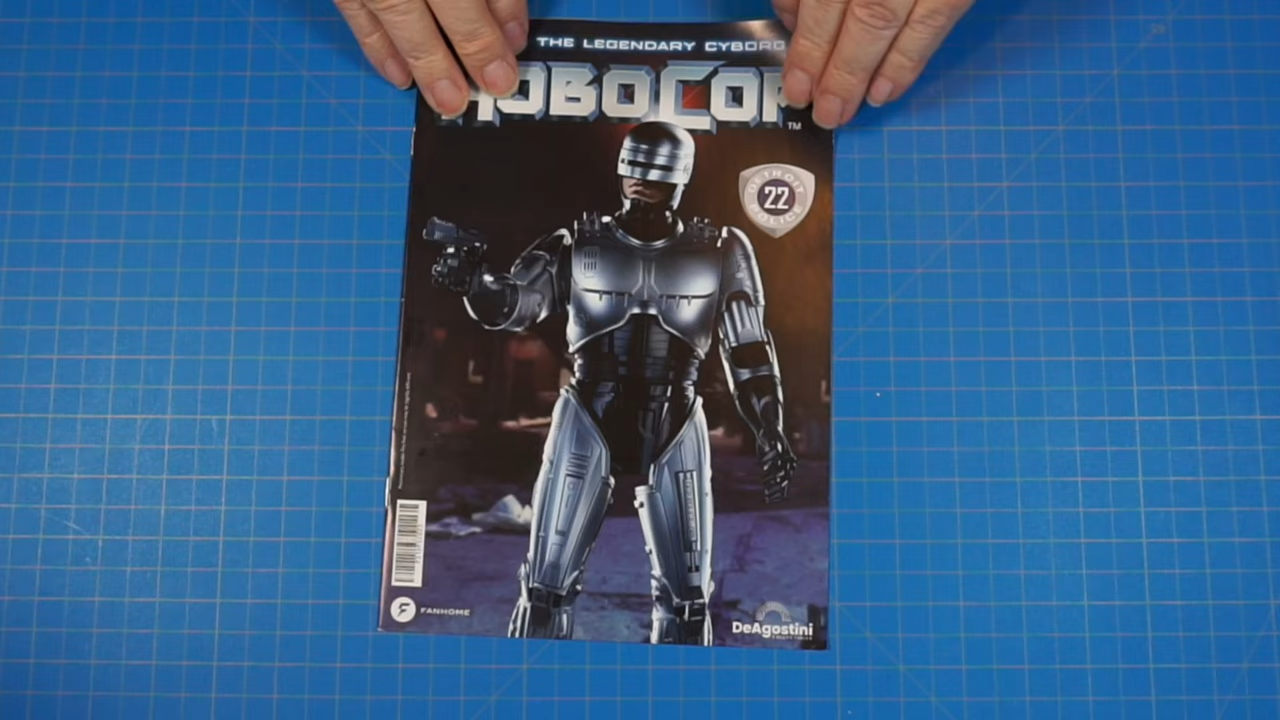 THE LEGENDARY CYBORG
ROBOCOP
TM
DETROIT
22
POLICE
FANHOME
DeAgostini